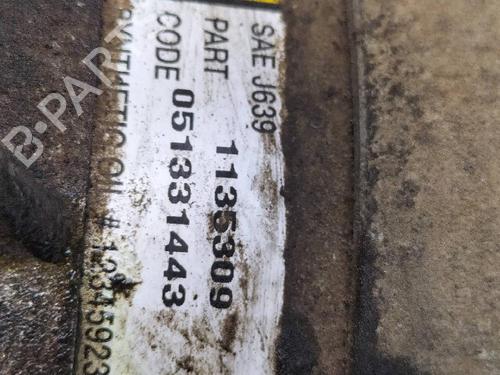 SAE J639
PART 1135309
CODE 051331443
SYNTHETIC OIL # 12345923
B-PARTS